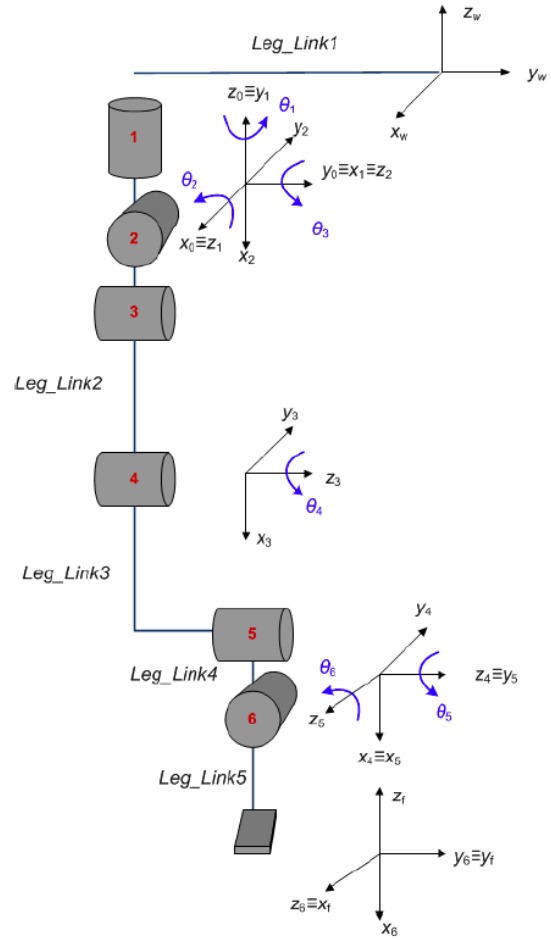 z_w
Leg_Link1
y_w
x_w
z_0≡y_1
θ_1
1
y_2
θ_2
y_0≡x_1≡z_2
2
x_0≡z_1
θ_3
x_2
3
Leg_Link2
y_3
4
z_3
θ_4
x_3
Leg_Link3
y_4
5
θ_6
Leg_Link4
z_4≡y_5
z_5
θ_5
6
x_4≡x_5
Leg_Link5
z_f
y_6≡y_f
z_6≡x_f
x_6